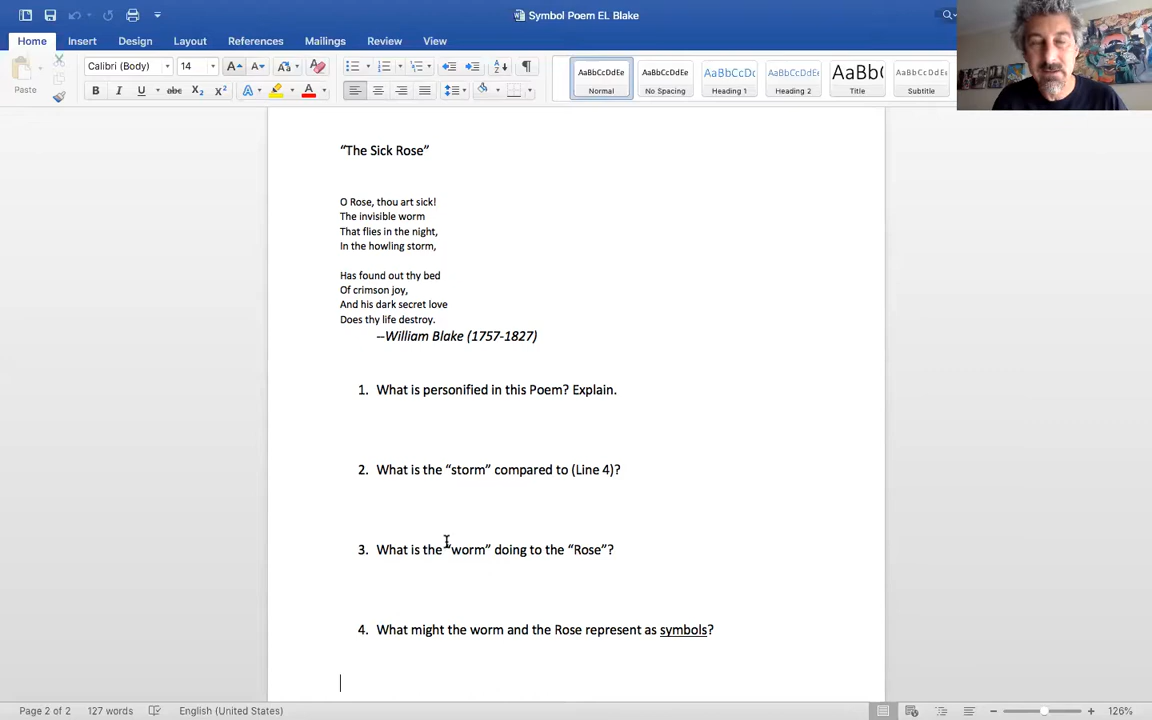 Symbol Poem EL Blake
Home Insert Design Layout References Mailings Review View
Paste
Calibri (Body) 14
B I U abc X₂ X² A A
AaBbCcDdEe AaBbCcDdEe AaBbCcDc AaBbCcDdEe AaBbC AaBbCcDdEe
Normal No Spacing Heading 1 Heading 2 Title Subtitle
“The Sick Rose”
O Rose, thou art sick!
The invisible worm
That flies in the night,
In the howling storm,
Has found out thy bed
Of crimson joy,
And his dark secret love
Does thy life destroy.
--William Blake (1757-1827)
1. What is personified in this Poem? Explain.
2. What is the “storm” compared to (Line 4)?
3. What is the “worm” doing to the “Rose”?
4. What might the worm and the Rose represent as symbols?
Page 2 of 2 127 words English (United States) 126%